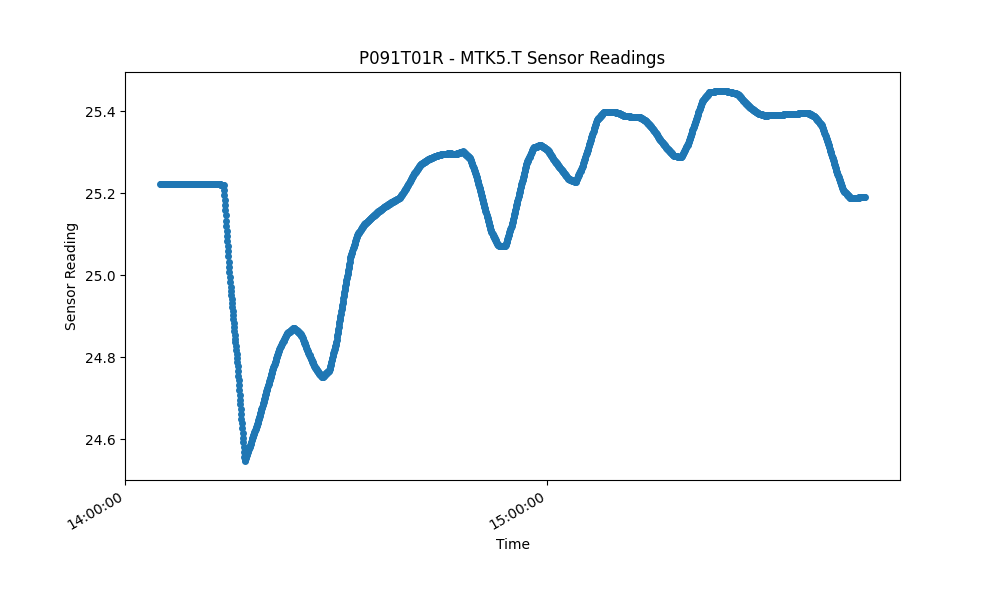 P091T01R - MTK5.T Sensor Readings
Sensor Reading
25.4
25.2
25.0
24.8
24.6
14:00:00
15:00:00
Time